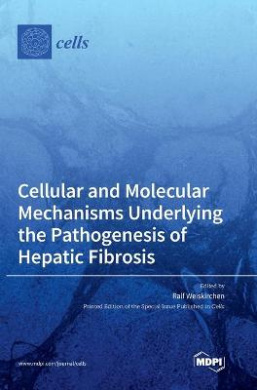 cells
Cellular and Molecular
Mechanisms Underlying
the Pathogenesis of
Hepatic Fibrosis
Edited by
Ralf Weiskirchen
Printed Edition of the Special Issue Published in Cells
www.mdpi.com/journal/cells
MDPI